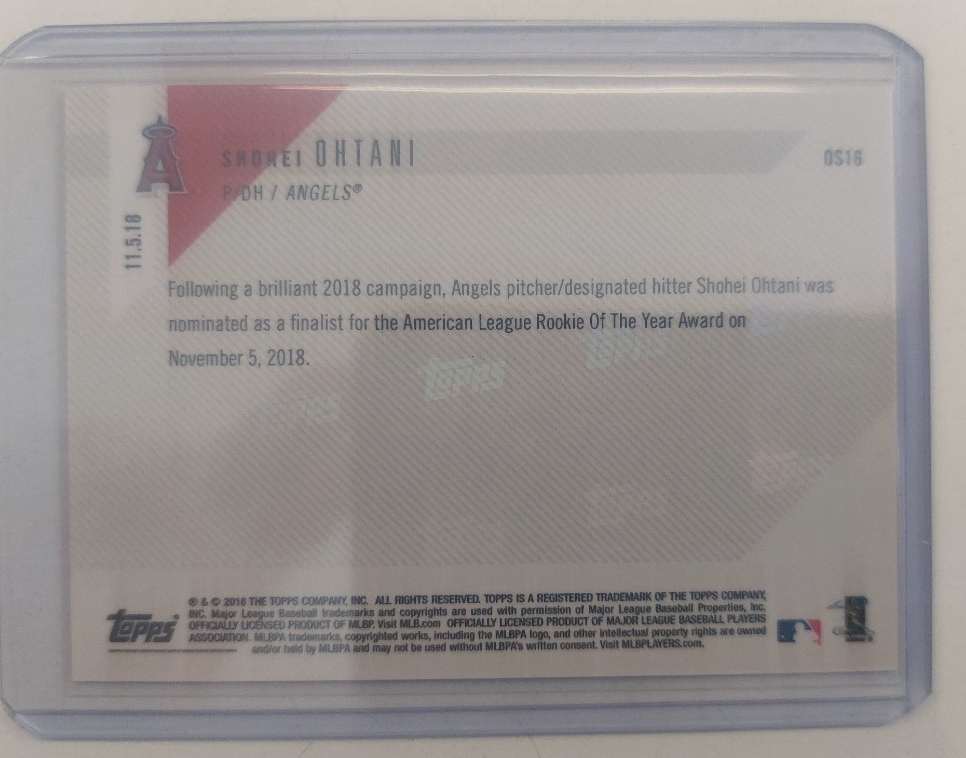 SHOHEI OHTANI
P/DH / ANGELS®
OS16
11.5.18
Following a brilliant 2018 campaign, Angels pitcher/designated hitter Shohei Ohtani was
nominated as a finalist for the American League Rookie Of The Year Award on
November 5, 2018.
Topps
Topps
Topps
Topps
® & © 2018 THE TOPPS COMPANY, INC. ALL RIGHTS RESERVED. TOPPS IS A REGISTERED TRADEMARK OF THE TOPPS COMPANY,
INC. Major League Baseball trademarks and copyrights are used with permission of Major League Baseball Properties, Inc.
OFFICIALLY LICENSED PRODUCT OF MLBP. Visit MLB.com OFFICIALLY LICENSED PRODUCT OF MAJOR LEAGUE BASEBALL PLAYERS
ASSOCIATION. MLBPA trademarks, copyrighted works, including the MLBPA logo, and other intellectual property rights are owned
and/or held by MLBPA and may not be used without MLBPA's written consent. Visit MLBPLAYERS.com.
Topps